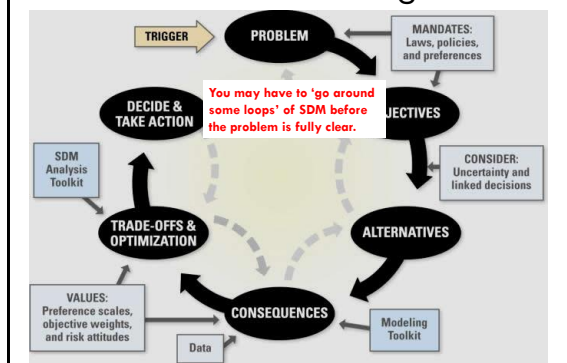 TRIGGER
PROBLEM
MANDATES:
Laws, policies,
and preferences
You may have to ‘go around
some loops’ of SDM before
the problem is fully clear.
DECIDE &
TAKE ACTION
JECTIVES
SDM
Analysis
Toolkit
CONSIDER:
Uncertainty and
linked decisions
TRADE-OFFS &
OPTIMIZATION
ALTERNATIVES
VALUES:
Preference scales,
objective weights,
and risk attitudes
CONSEQUENCES
Modeling
Toolkit
Data